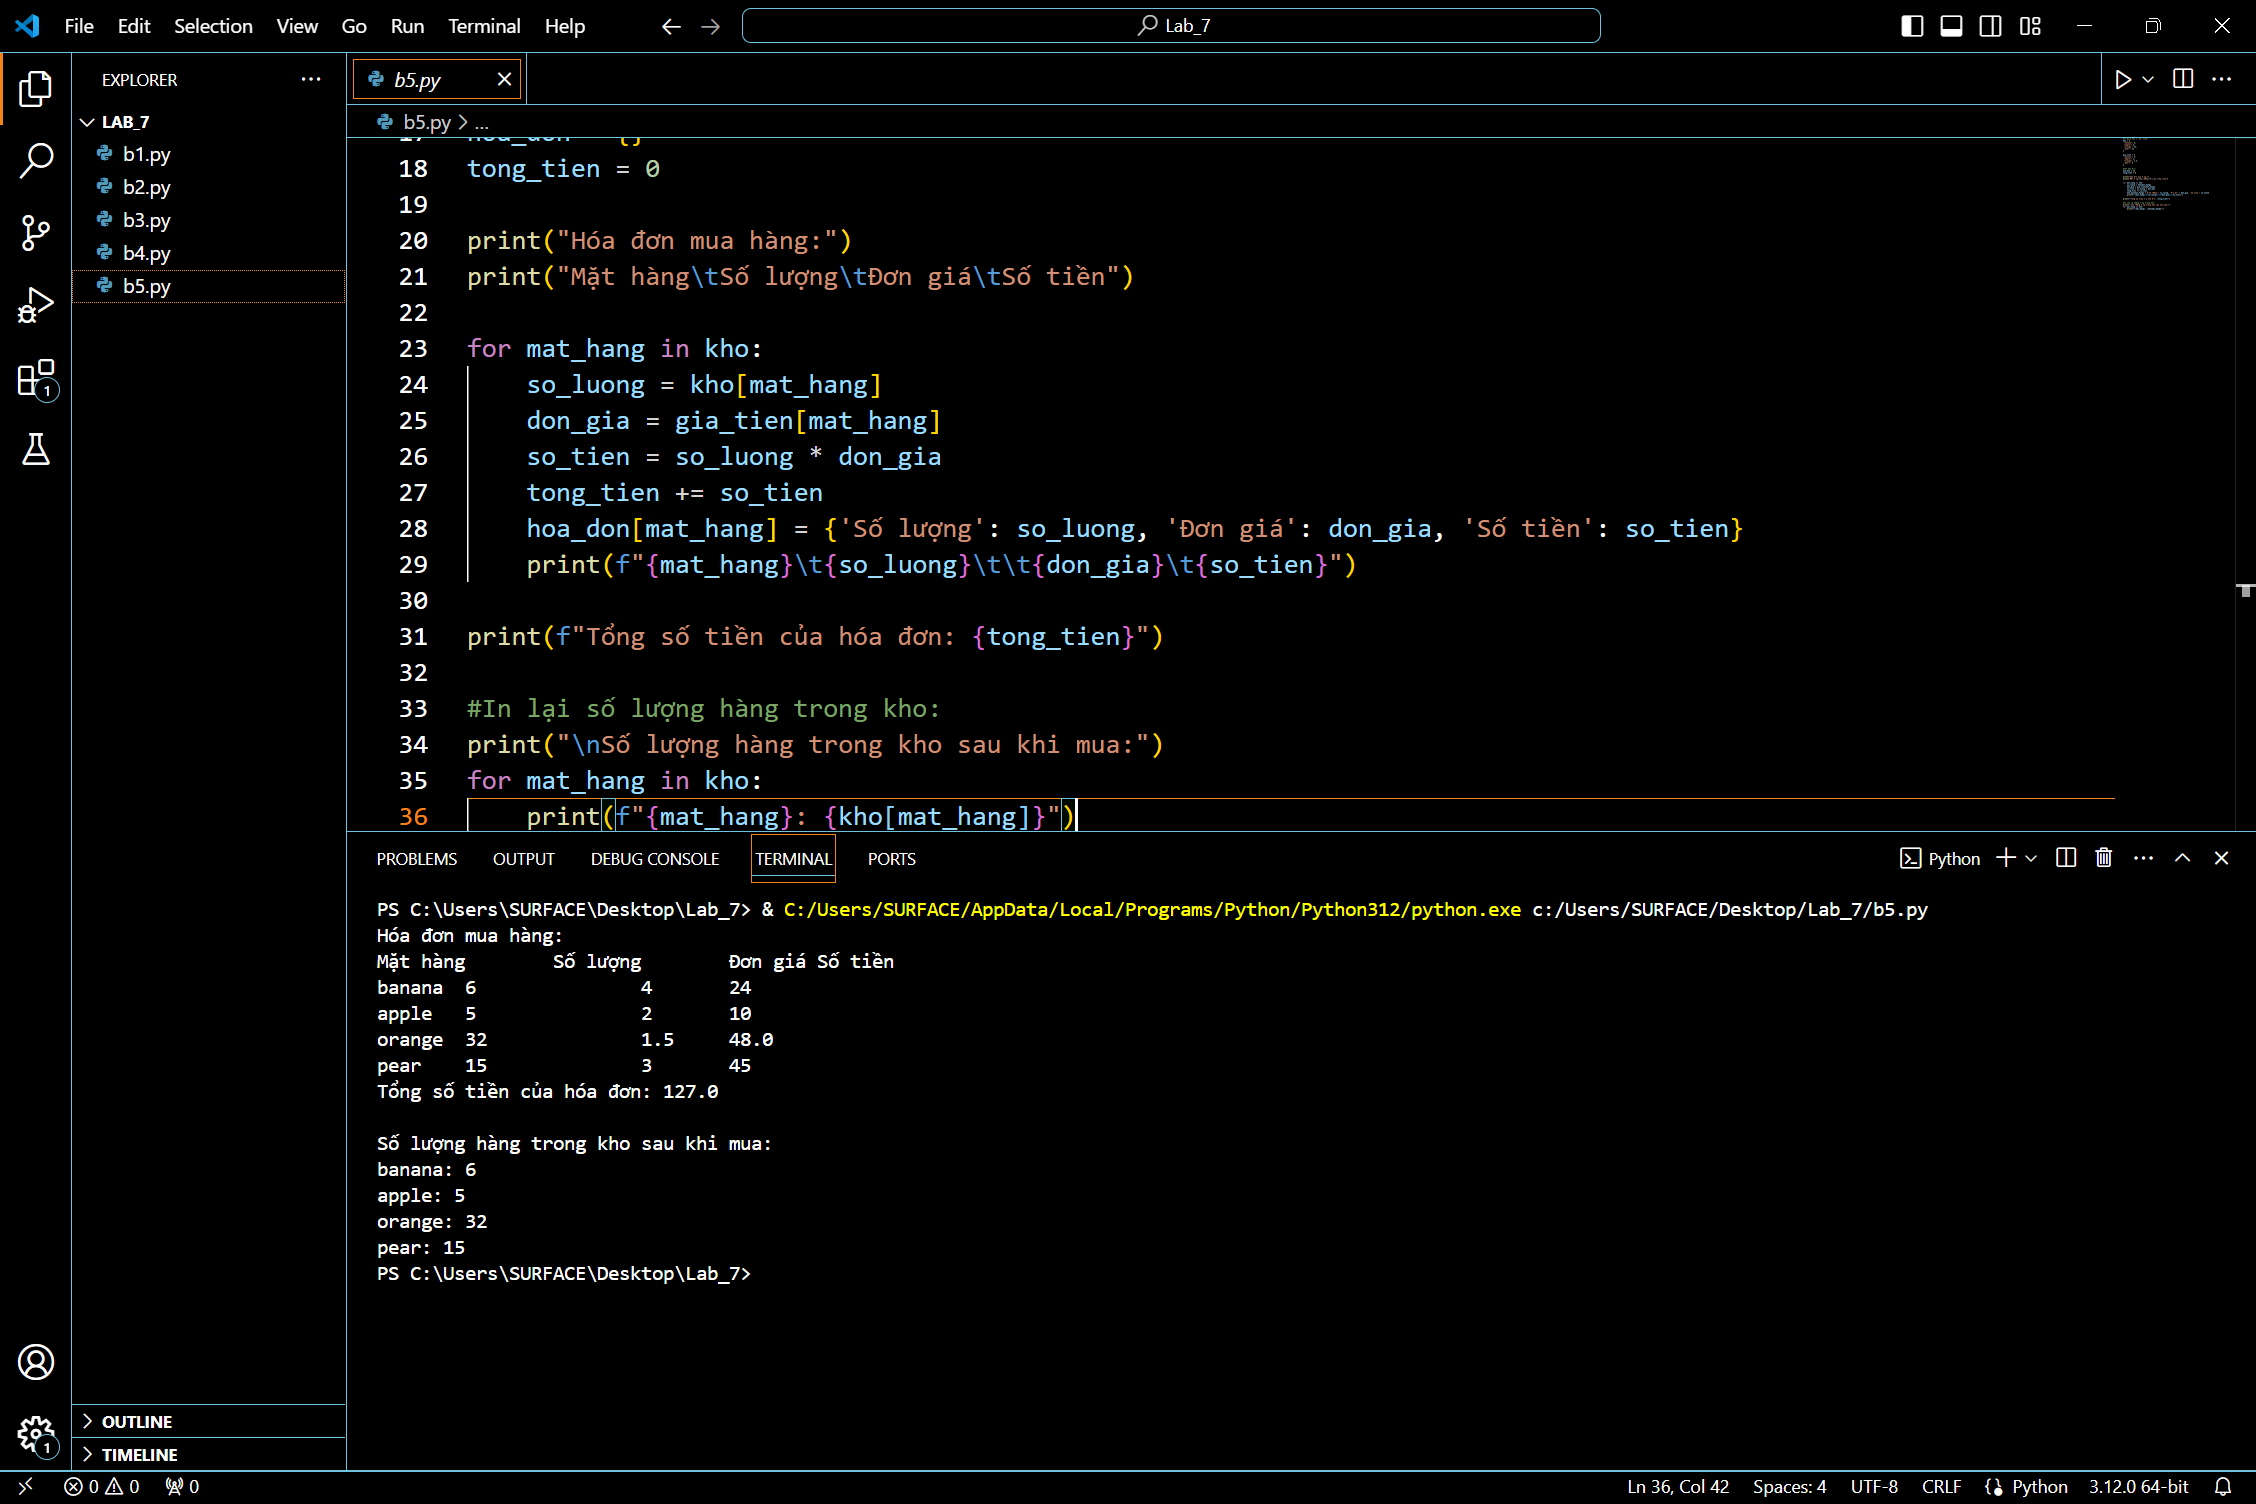 File Edit Selection View Go Run Terminal Help
Lab_7
EXPLORER
LAB_7
b1.py
b2.py
b3.py
b4.py
b5.py
1
OUTLINE
1
TIMELINE
b5.py
b5.py > ...
18 tong_tien = 0
19
20 print("Hóa đơn mua hàng:")
21 print("Mặt hàng\tSố lượng\tĐơn giá\tSố tiền")
22
23 for mat_hang in kho:
24     so_luong = kho[mat_hang]
25     don_gia = gia_tien[mat_hang]
26     so_tien = so_luong * don_gia
27     tong_tien += so_tien
28     hoa_don[mat_hang] = {'Số lượng': so_luong, 'Đơn giá': don_gia, 'Số tiền': so_tien}
29     print(f"{mat_hang}\t{so_luong}\t\t{don_gia}\t{so_tien}")
30
31 print(f"Tổng số tiền của hóa đơn: {tong_tien}")
32
33 #In lại số lượng hàng trong kho:
34 print("\nSố lượng hàng trong kho sau khi mua:")
35 for mat_hang in kho:
36     print(f"{mat_hang}: {kho[mat_hang]}")
PROBLEMS OUTPUT DEBUG CONSOLE TERMINAL PORTS Python
PS C:\Users\SURFACE\Desktop\Lab_7> & C:/Users/SURFACE/AppData/Local/Programs/Python/Python312/python.exe c:/Users/SURFACE/Desktop/Lab_7/b5.py
Hóa đơn mua hàng:
Mặt hàng Số lượng Đơn giá Số tiền
banana 6 4 24
apple 5 2 10
orange 32 1.5 48.0
pear 15 3 45
Tổng số tiền của hóa đơn: 127.0
Số lượng hàng trong kho sau khi mua:
banana: 6
apple: 5
orange: 32
pear: 15
PS C:\Users\SURFACE\Desktop\Lab_7>
0 0 0 Ln 36, Col 42 Spaces: 4 UTF-8 CRLF Python 3.12.0 64-bit